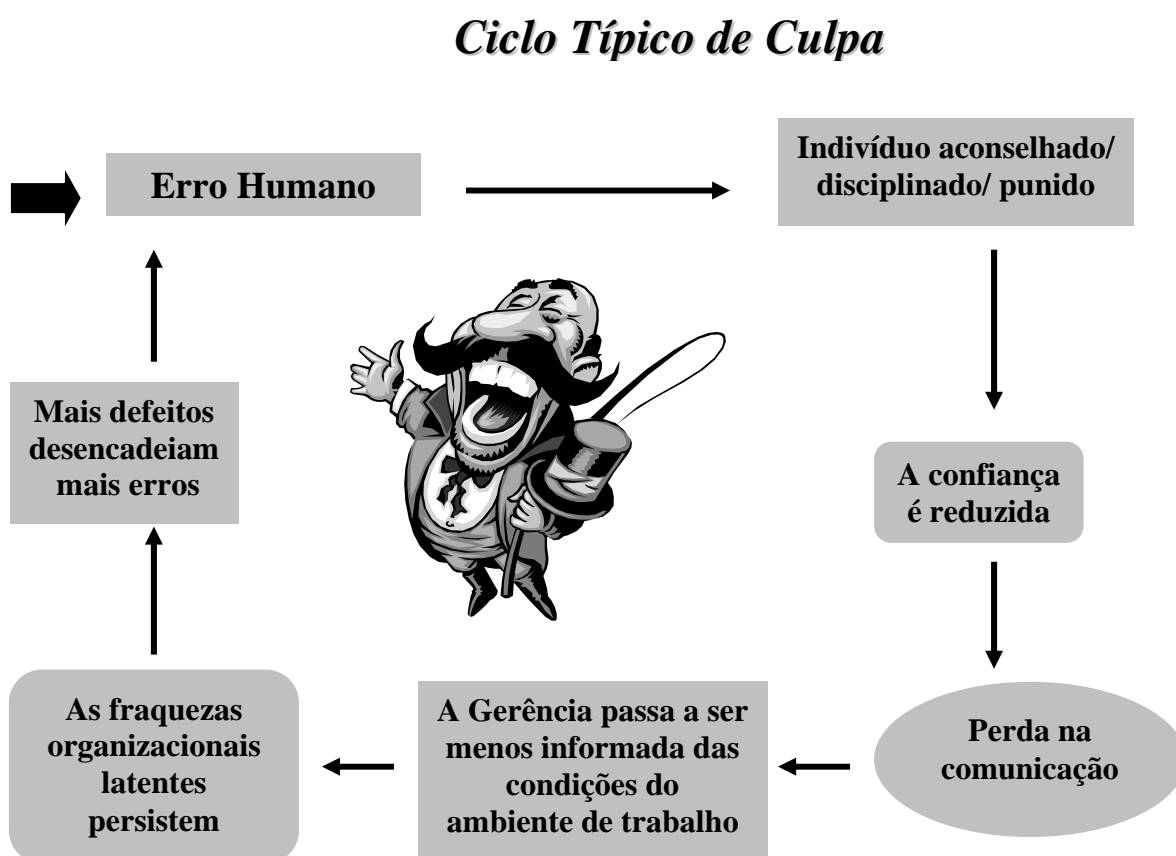 Ciclo Típico de Culpa
Erro Humano
Indivíduo aconselhado/
disciplinado/ punido
A confiança
é reduzida
Perda na
comunicação
A Gerência passa a ser
menos informada das
condições do
ambiente de trabalho
As fraquezas
organizacionais
latentes
persistem
Mais defeitos
desencadeiam
mais erros